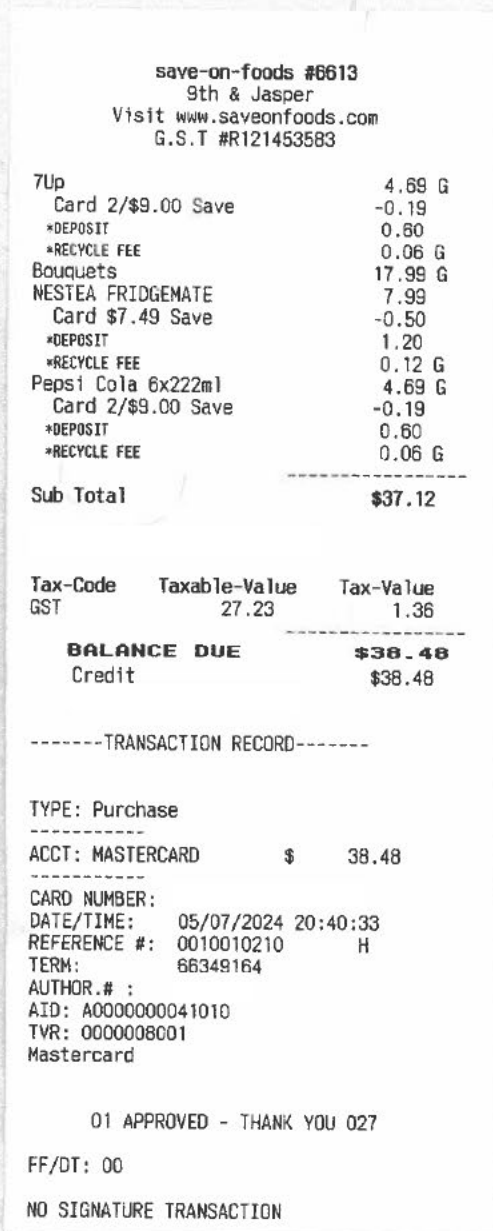 save-on-foods #6613
9th & Jasper
Visit www.saveonfoods.com
G.S.T #R121453583
7Up 4.69 G
Card 2/$9.00 Save -0.19
*DEPOSIT 0.60
*RECYCLE FEE 0.06 G
Bouquets 17.99 G
NESTEA FRIDGEMATE 7.99
Card $7.49 Save -0.50
*DEPOSIT 1.20
*RECYCLE FEE 0.12 G
Pepsi Cola 6x222ml 4.69 G
Card 2/$9.00 Save -0.19
*DEPOSIT 0.60
*RECYCLE FEE 0.06 G
------------------
Sub Total $37.12
Tax-Code Taxable-Value Tax-Value
GST 27.23 1.36
------------------
BALANCE DUE $38.48
Credit $38.48
-------TRANSACTION RECORD-------
TYPE: Purchase
-----------
ACCT: MASTERCARD $ 38.48
-----------
CARD NUMBER:
DATE/TIME: 05/07/2024 20:40:33
REFERENCE #: 0010010210 H
TERM: 66349164
AUTHOR.# :
AID: A0000000041010
TVR: 0000008001
Mastercard
01 APPROVED - THANK YOU 027
FF/DT: 00
NO SIGNATURE TRANSACTION